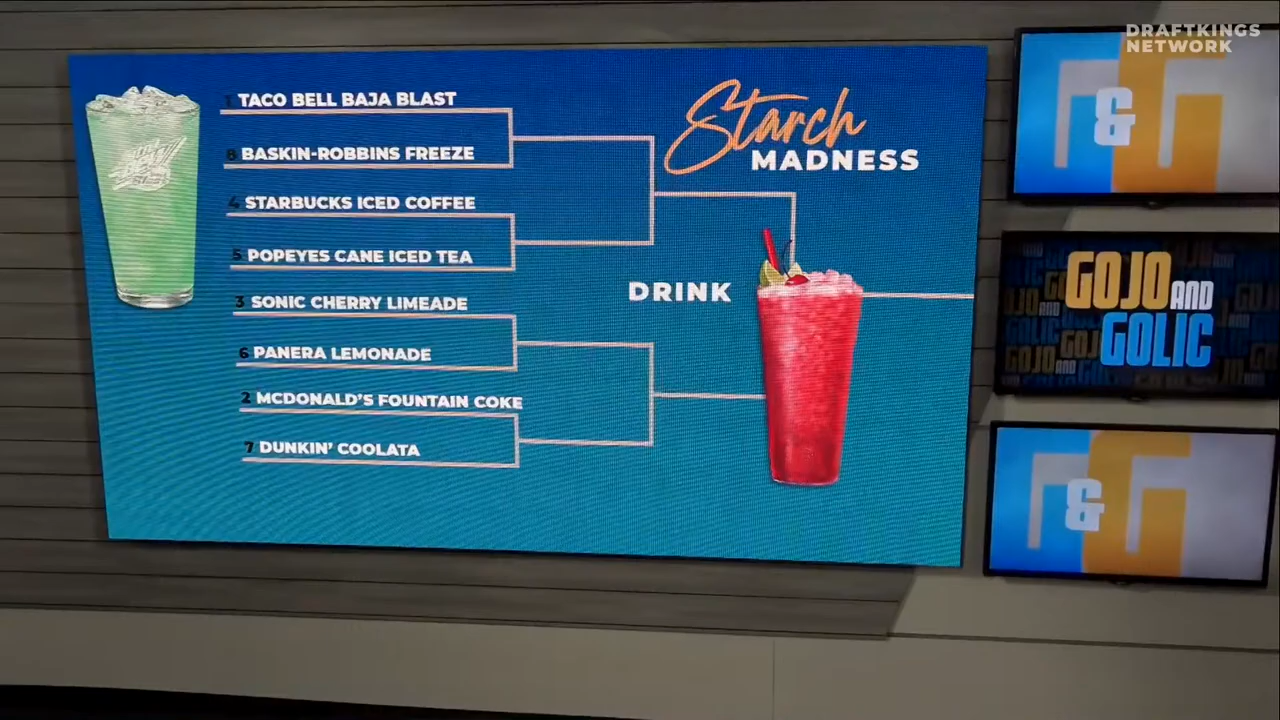 DRAFTKINGS
NETWORK
1 TACO BELL BAJA BLAST
8 BASKIN-ROBBINS FREEZE
4 STARBUCKS ICED COFFEE
5 POPEYES CANE ICED TEA
3 SONIC CHERRY LIMEADE
6 PANERA LEMONADE
2 MCDONALD'S FOUNTAIN COKE
7 DUNKIN' COOLATA
Starch
MADNESS
DRINK
&
GOJO AND
GOLIC
&